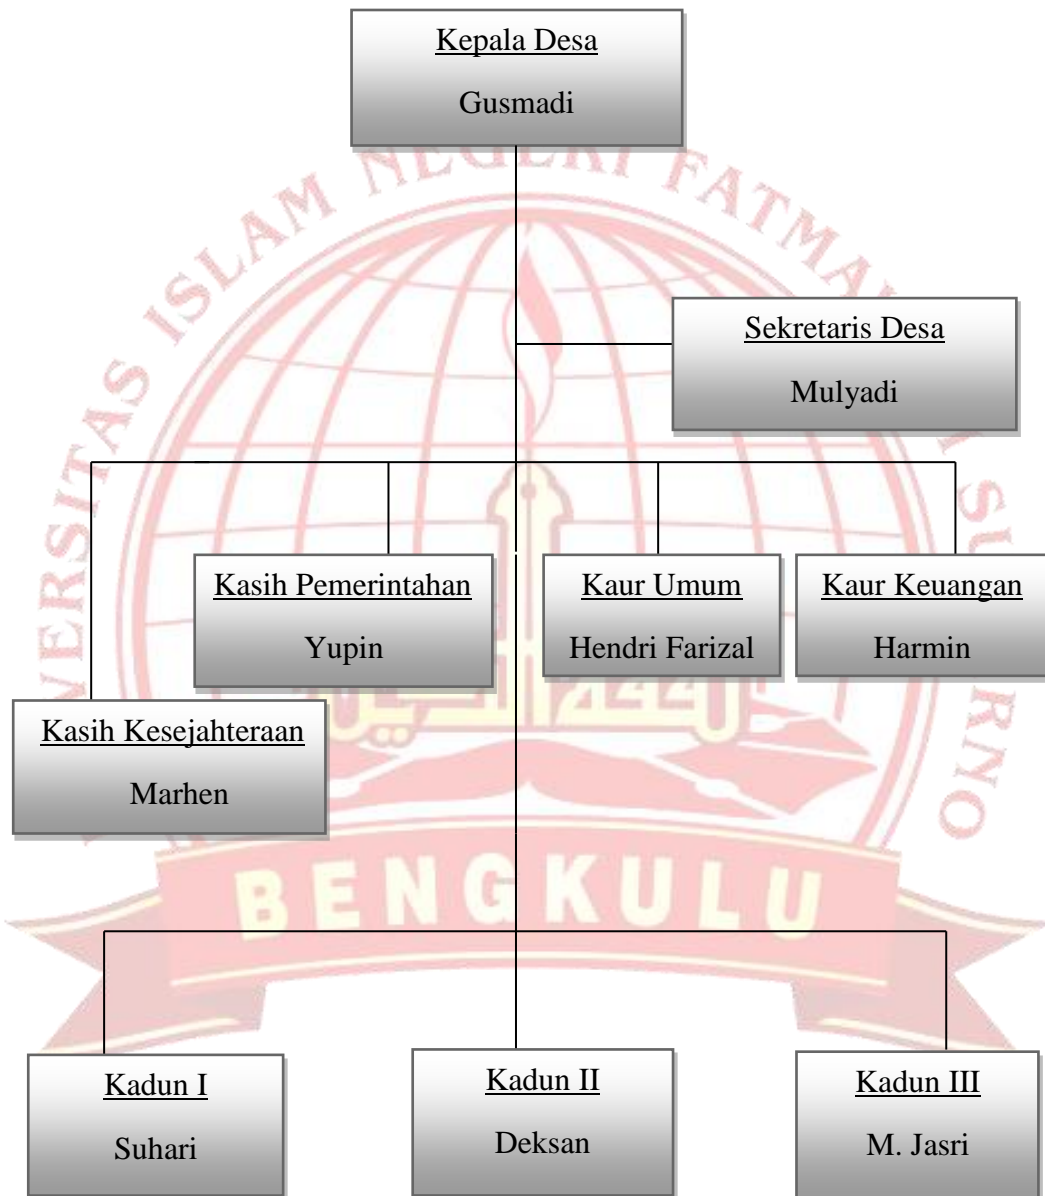 Kepala Desa
Gusmadi
Sekretaris Desa
Mulyadi
Kasih Pemerintahan
Yupin
Kaur Umum
Hendri Farizal
Kaur Keuangan
Harmin
Kasih Kesejahteraan
Marhen
BENGKULU
Kadun I
Suhari
Kadun II
Deksan
Kadun III
M. Jasri